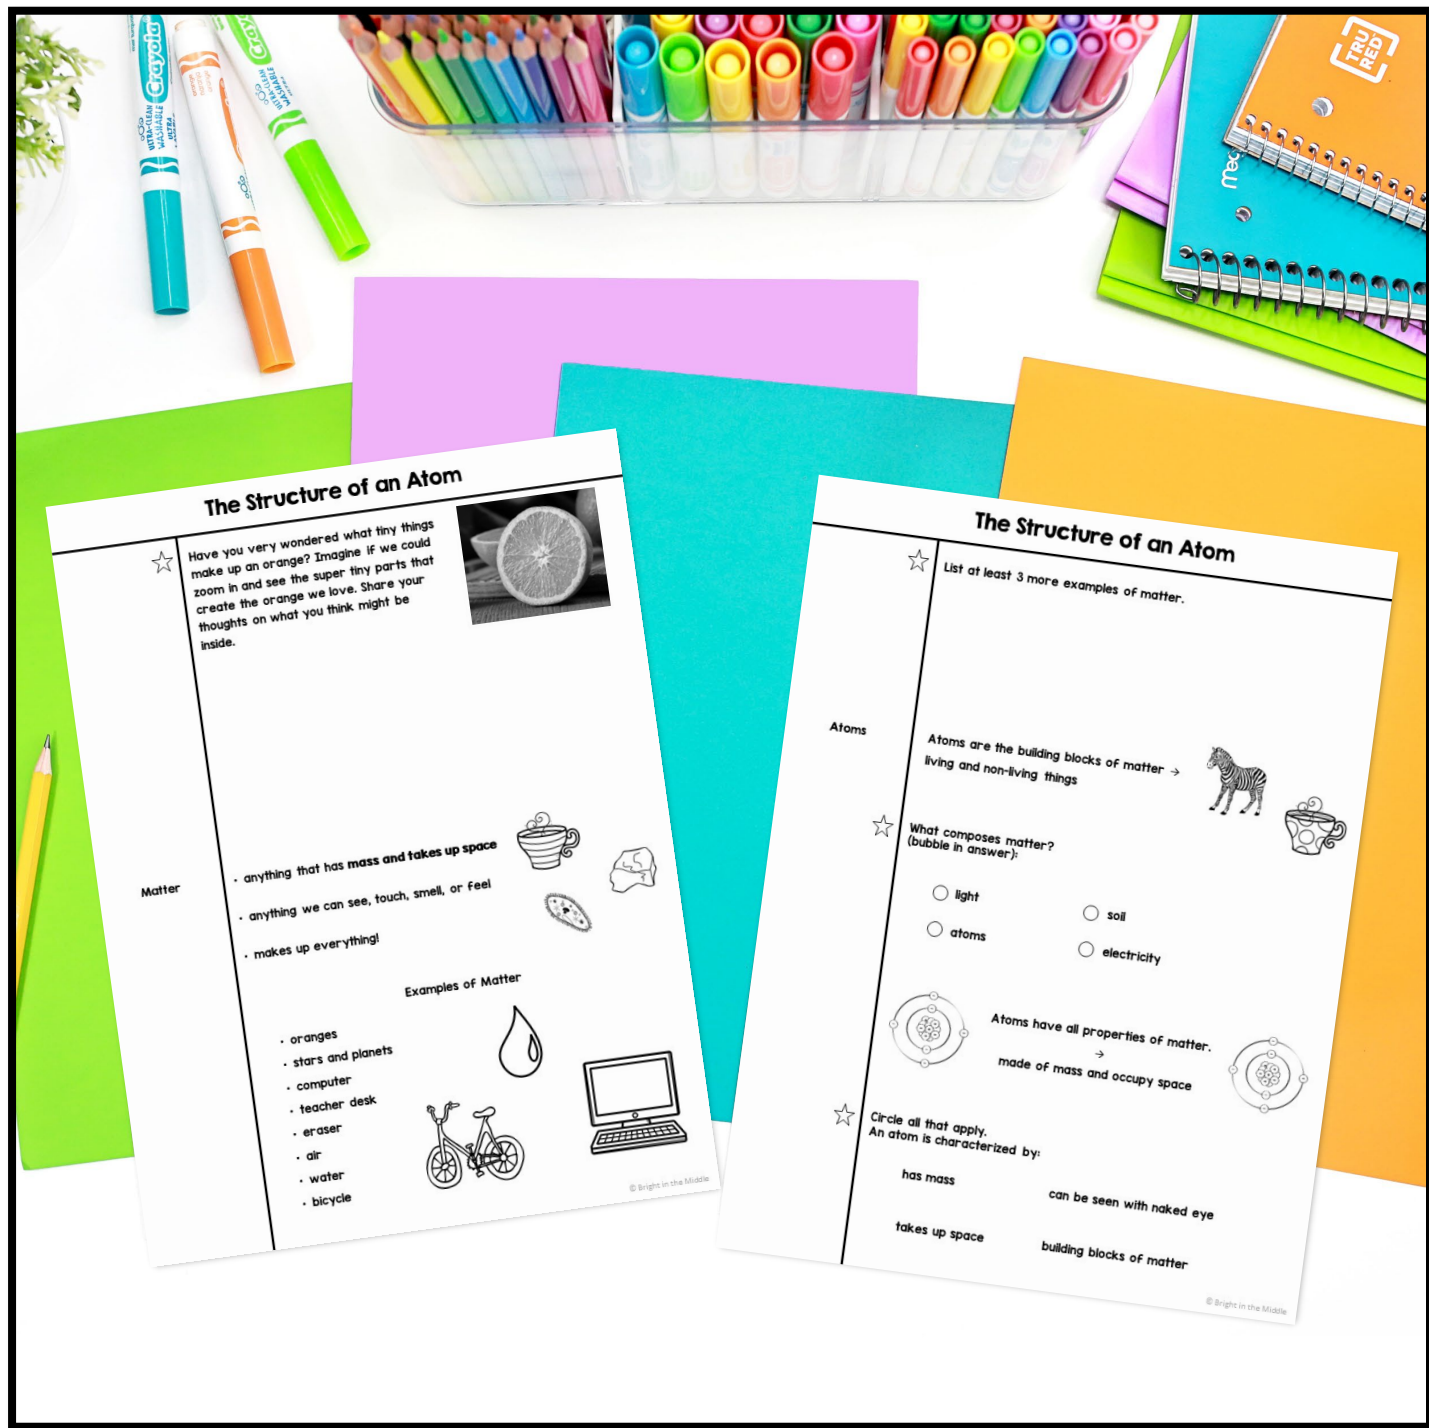 Crayola
ULTRA-CLEAN
WASHABLE
ULTRA
Crayola
ULTRA-CLEAN
WASHABLE
TRU
RED
The Structure of an Atom
Have you very wondered what tiny things
make up an orange? Imagine if we could
zoom in and see the super tiny parts that
create the orange we love. Share your
thoughts on what you think might be
inside.
Matter
· anything that has mass and takes up space
· anything we can see, touch, smell, or feel
· makes up everything!
Examples of Matter
· oranges
· stars and planets
· computer
· teacher desk
· eraser
· air
· water
· bicycle
© Bright in the Middle
The Structure of an Atom
List at least 3 more examples of matter.
Atoms
Atoms are the building blocks of matter →
living and non-living things
What composes matter?
(bubble in answer):
light
soil
atoms
electricity
Atoms have all properties of matter.
→
made of mass and occupy space
Circle all that apply.
An atom is characterized by:
has mass
can be seen with naked eye
takes up space
building blocks of matter
© Bright in the Middle